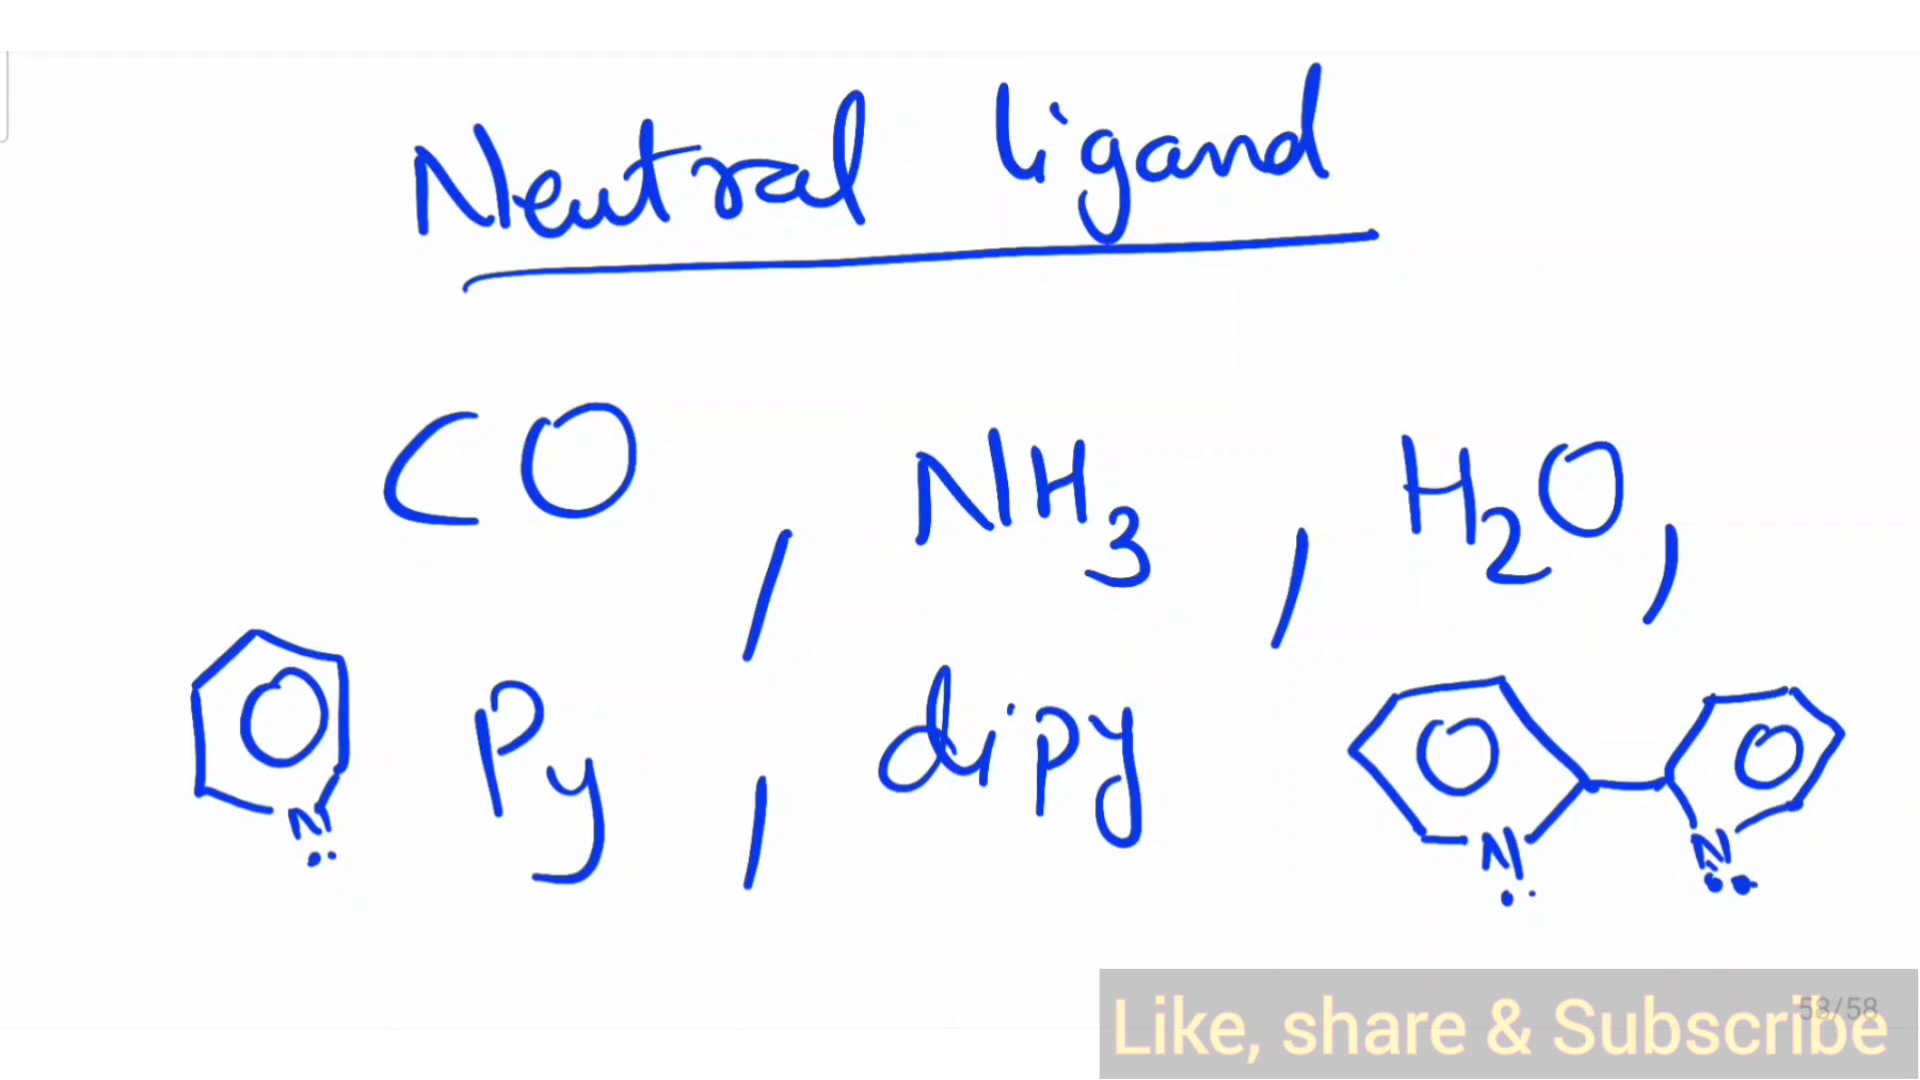 Neutral ligand
CO, NH3, H2O,
N Py, dipy N N
58/58
Like, share & Subscribe